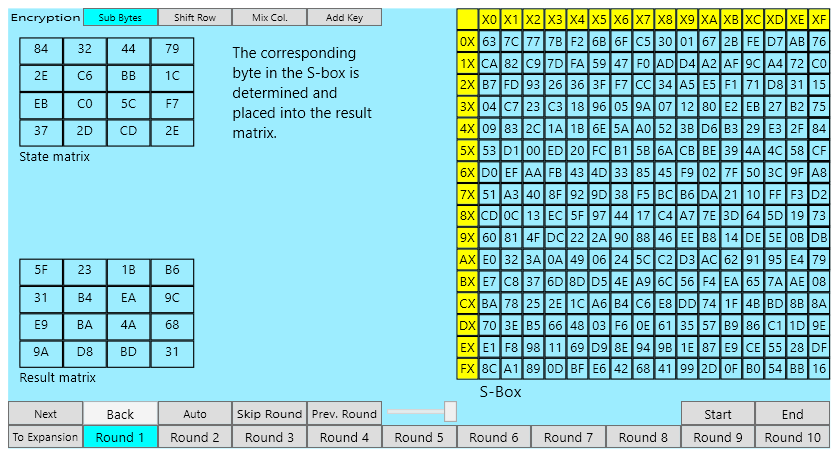 Encryption Sub Bytes Shift Row Mix Col. Add Key
84 32 44 79
2E C6 BB 1C
EB C0 5C F7
37 2D CD 2E
State matrix
The corresponding
byte in the S-box is
determined and
placed into the result
matrix.
5F 23 1B B6
31 B4 EA 9C
E9 BA 4A 68
9A D8 BD 31
Result matrix
X0 X1 X2 X3 X4 X5 X6 X7 X8 X9 XA XB XC XD XE XF
0X 63 7C 77 7B F2 6B 6F C5 30 01 67 2B FE D7 AB 76
1X CA 82 C9 7D FA 59 47 F0 AD D4 A2 AF 9C A4 72 C0
2X B7 FD 93 26 36 3F F7 CC 34 A5 E5 F1 71 D8 31 15
3X 04 C7 23 C3 18 96 05 9A 07 12 80 E2 EB 27 B2 75
4X 09 83 2C 1A 1B 6E 5A A0 52 3B D6 B3 29 E3 2F 84
5X 53 D1 00 ED 20 FC B1 5B 6A CB BE 39 4A 4C 58 CF
6X D0 EF AA FB 43 4D 33 85 45 F9 02 7F 50 3C 9F A8
7X 51 A3 40 8F 92 9D 38 F5 BC B6 DA 21 10 FF F3 D2
8X CD 0C 13 EC 5F 97 44 17 C4 A7 7E 3D 64 5D 19 73
9X 60 81 4F DC 22 2A 90 88 46 EE B8 14 DE 5E 0B DB
AX E0 32 3A 0A 49 06 24 5C C2 D3 AC 62 91 95 E4 79
BX E7 C8 37 6D 8D D5 4E A9 6C 56 F4 EA 65 7A AE 08
CX BA 78 25 2E 1C A6 B4 C6 E8 DD 74 1F 4B BD 8B 8A
DX 70 3E B5 66 48 03 F6 0E 61 35 57 B9 86 C1 1D 9E
EX E1 F8 98 11 69 D9 8E 94 9B 1E 87 E9 CE 55 28 DF
FX 8C A1 89 0D BF E6 42 68 41 99 2D 0F B0 54 BB 16
S-Box
Next Back Auto Skip Round Prev. Round Start End
To Expansion Round 1 Round 2 Round 3 Round 4 Round 5 Round 6 Round 7 Round 8 Round 9 Round 10